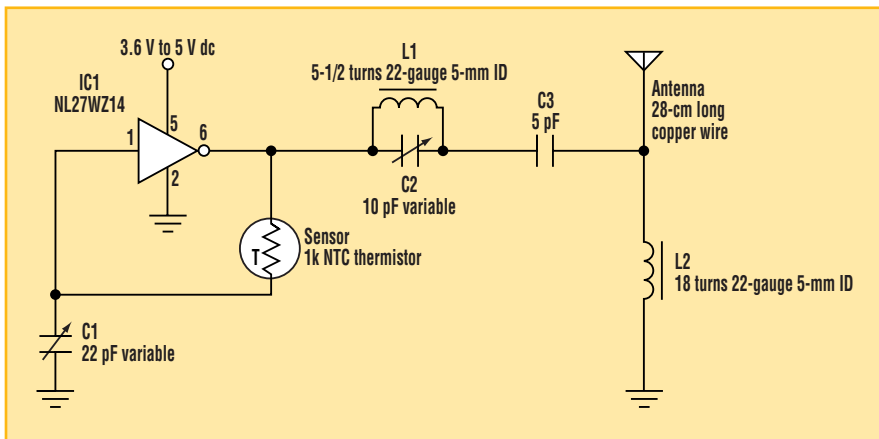 3.6 V to 5 V dc
IC1
NL27WZ14
1
5
6
2
L1
5-1/2 turns 22-gauge 5-mm ID
C2
10 pF variable
C3
5 pF
Antenna
28-cm long
copper wire
T
Sensor
1k NTC thermistor
L2
18 turns 22-gauge 5-mm ID
C1
22 pF variable